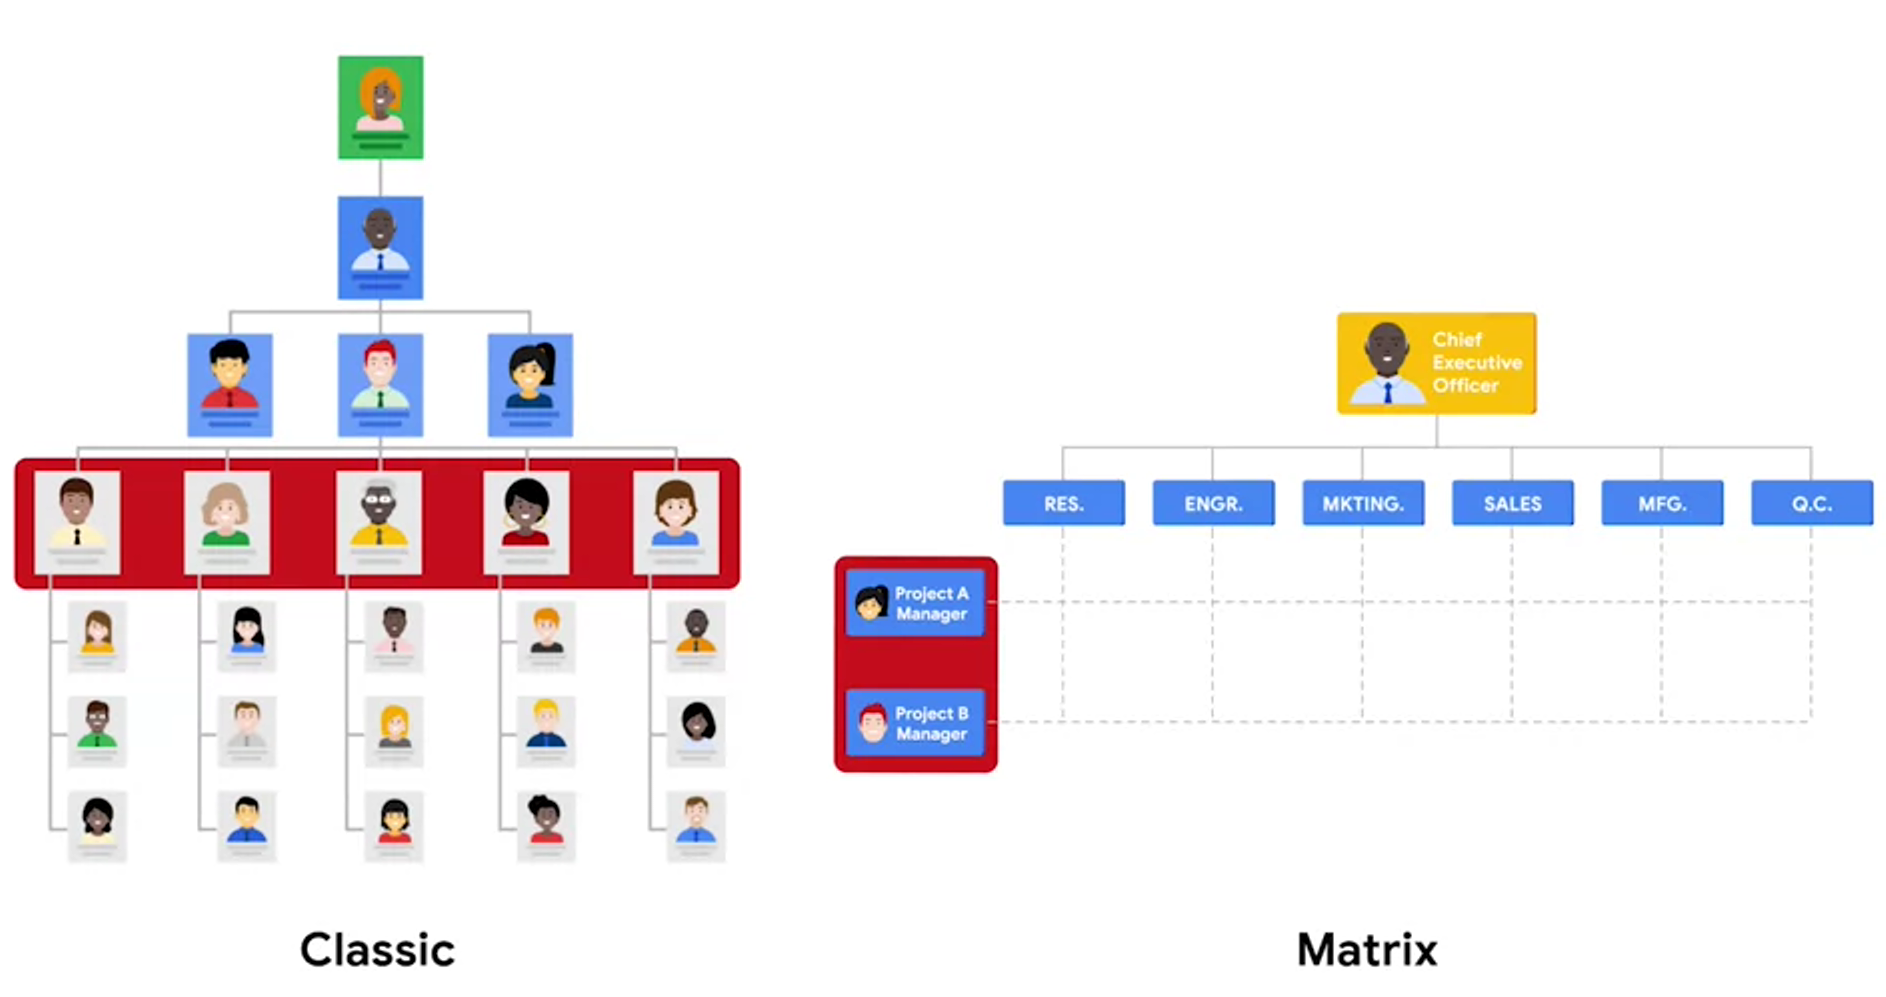 Chief
Executive
Officer
RES.
ENGR.
MKTING.
SALES
MFG.
Q.C.
Project A
Manager
Project B
Manager
Classic
Matrix